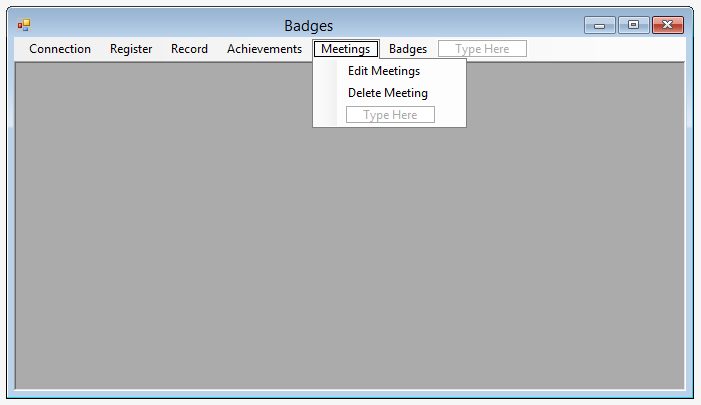 Badges
Connection Register Record Achievements Meetings Badges Type Here
Edit Meetings
Delete Meeting
Type Here